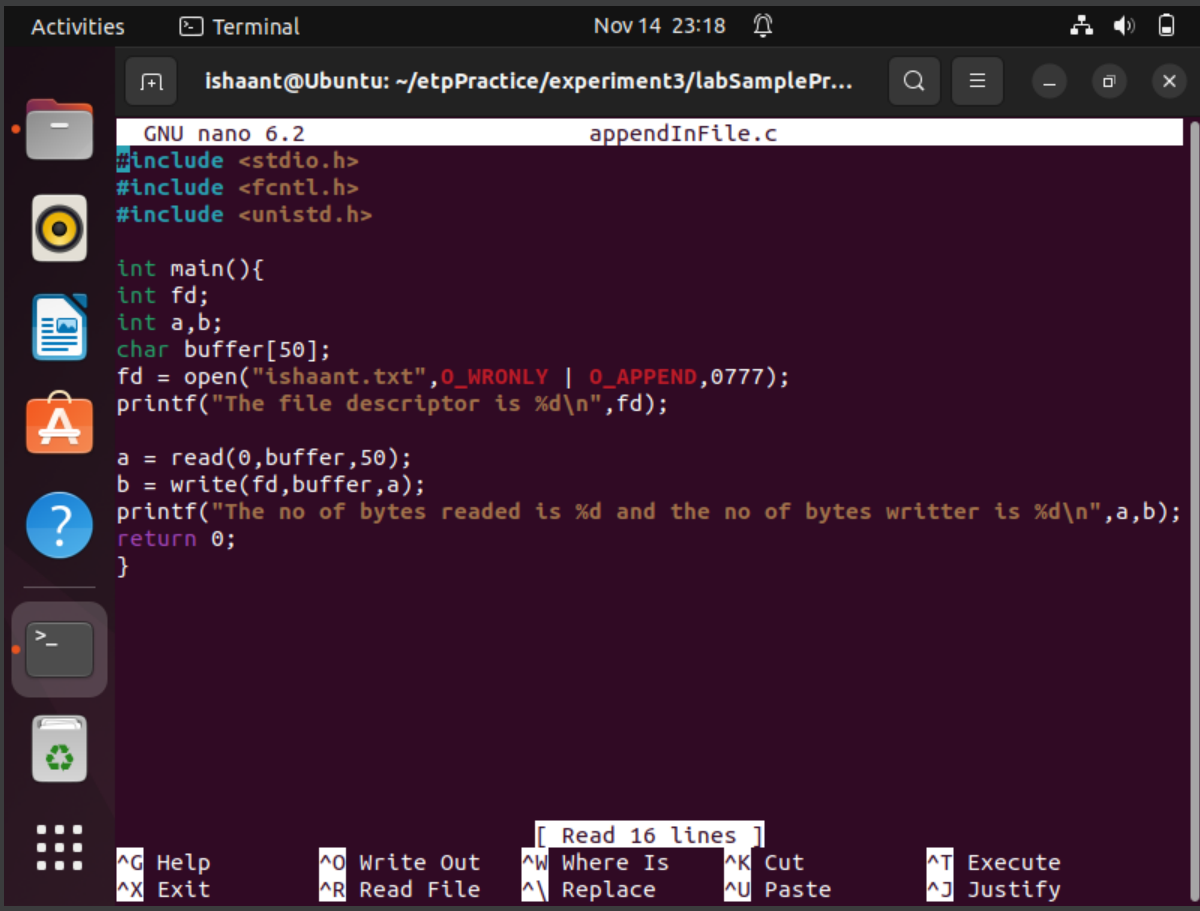 Activities Terminal Nov 14 23:18
ishaant@Ubuntu: ~/etpPractice/experiment3/labSamplePr...
GNU nano 6.2 appendInFile.c
#include <stdio.h>
#include <fcntl.h>
#include <unistd.h>

int main(){
int fd;
int a,b;
char buffer[50];
fd = open("ishaant.txt",O_WRONLY | O_APPEND,0777);
printf("The file descriptor is %d\n",fd);

a = read(0,buffer,50);
b = write(fd,buffer,a);
printf("The no of bytes readed is %d and the no of bytes writter is %d\n",a,b);
return 0;
}
[ Read 16 lines ]
^G Help ^O Write Out ^W Where Is ^K Cut ^T Execute
^X Exit ^R Read File ^\ Replace ^U Paste ^J Justify